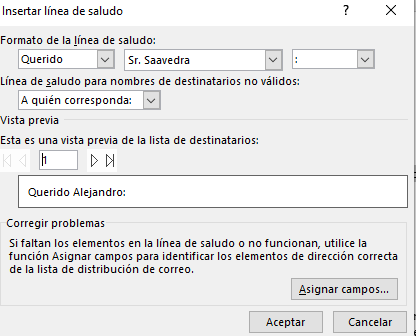 Insertar línea de saludo ? ×
Formato de la línea de saludo:
Querido Sr. Saavedra :
Línea de saludo para nombres de destinatarios no válidos:
A quién corresponda:
Vista previa
Esta es una vista previa de la lista de destinatarios:
1
Querido Alejandro:
Corregir problemas
Si faltan los elementos en la línea de saludo o no funcionan, utilice la
función Asignar campos para identificar los elementos de dirección correcta
de la lista de distribución de correo.
Asignar campos...
Aceptar Cancelar